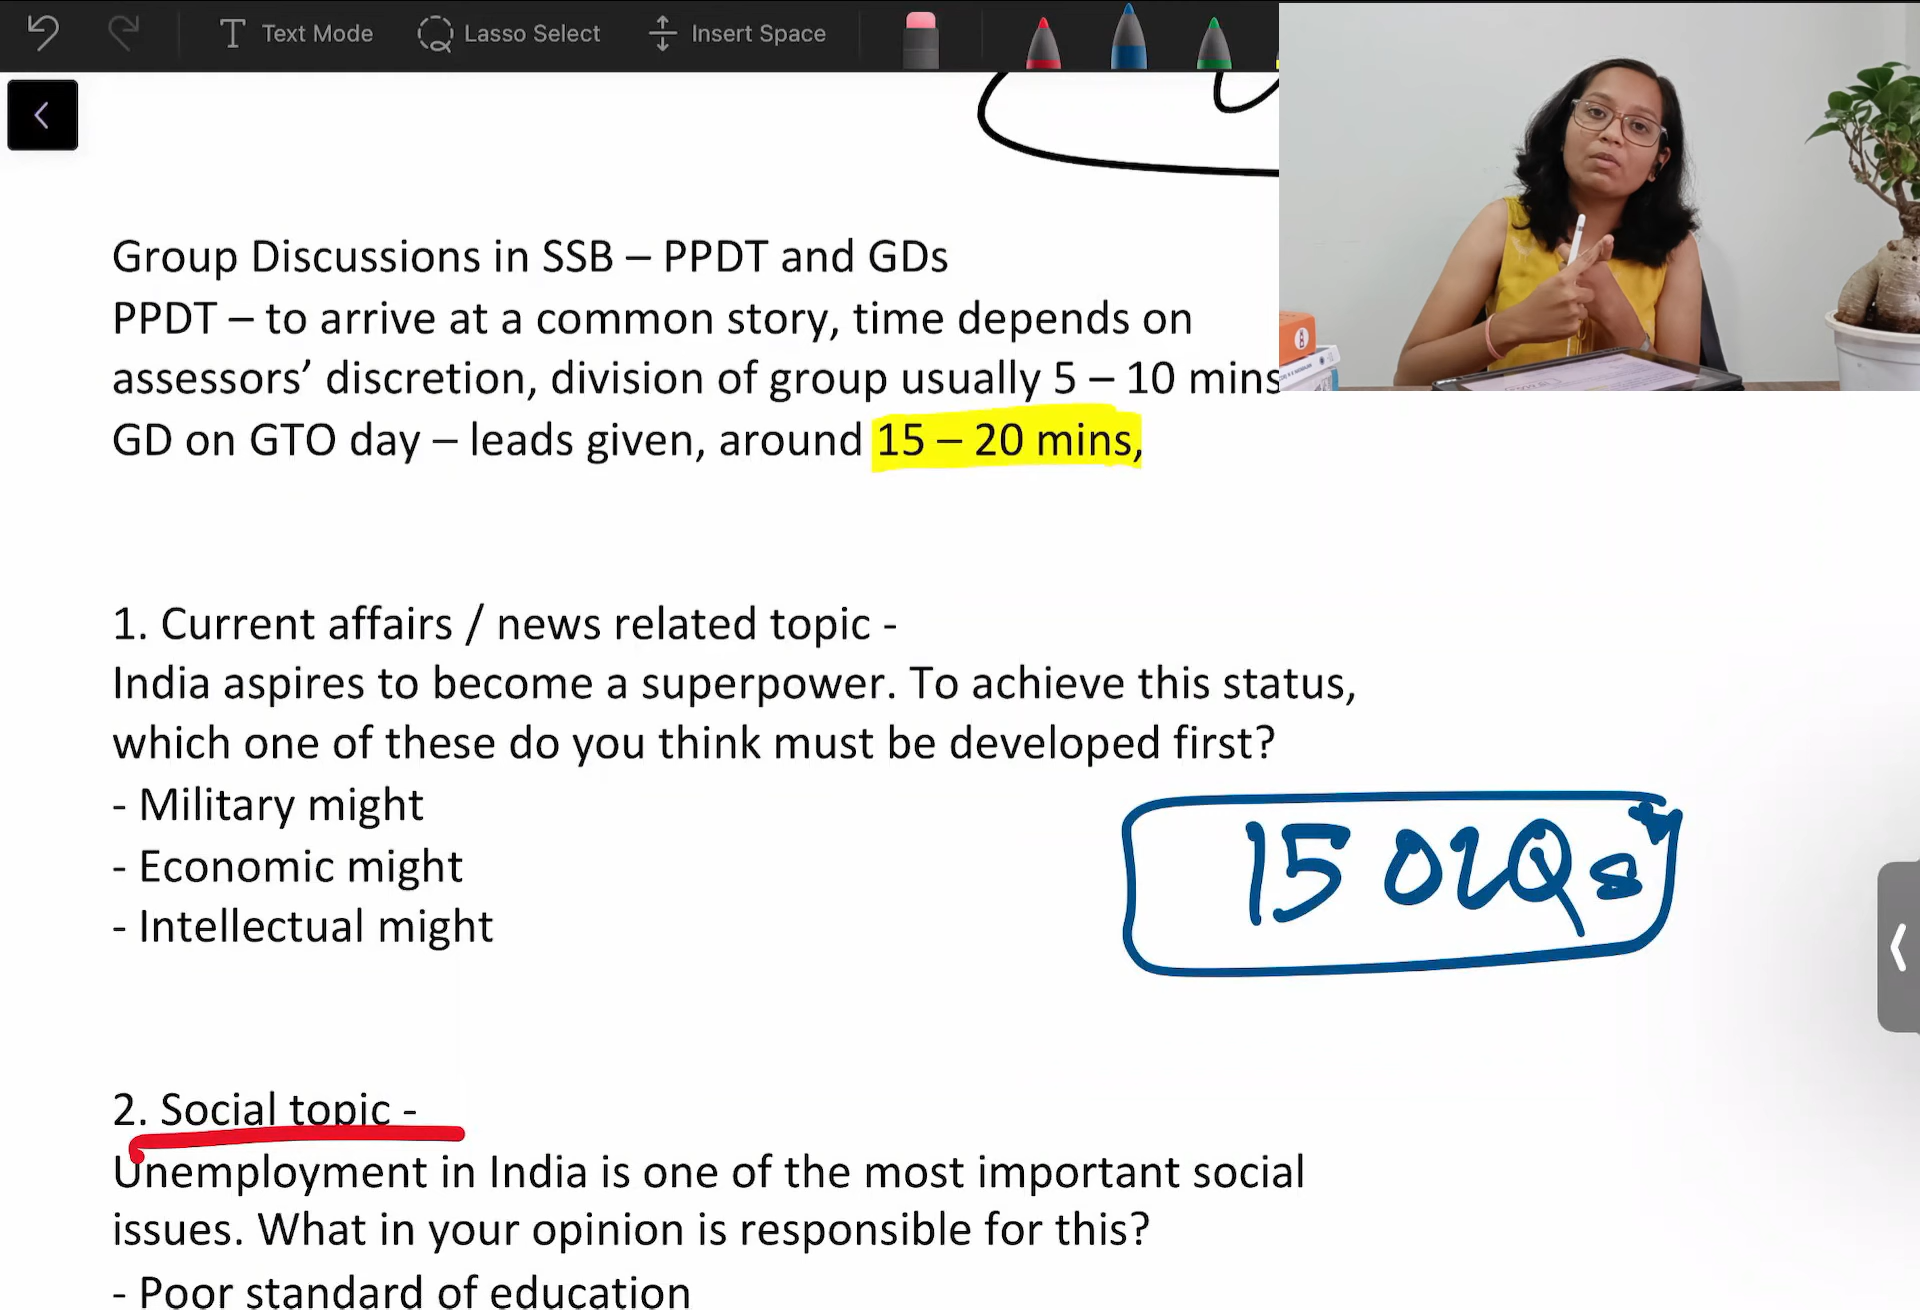 Text Mode
Lasso Select
Insert Space
Group Discussions in SSB – PPDT and GDs
PPDT – to arrive at a common story, time depends on
assessors’ discretion, division of group usually 5 – 10 mins
GD on GTO day – leads given, around 15 – 20 mins,
1. Current affairs / news related topic -
India aspires to become a superpower. To achieve this status,
which one of these do you think must be developed first?
- Military might
- Economic might
- Intellectual might
15 OLQs
2. Social topic -
Unemployment in India is one of the most important social
issues. What in your opinion is responsible for this?
- Poor standard of education